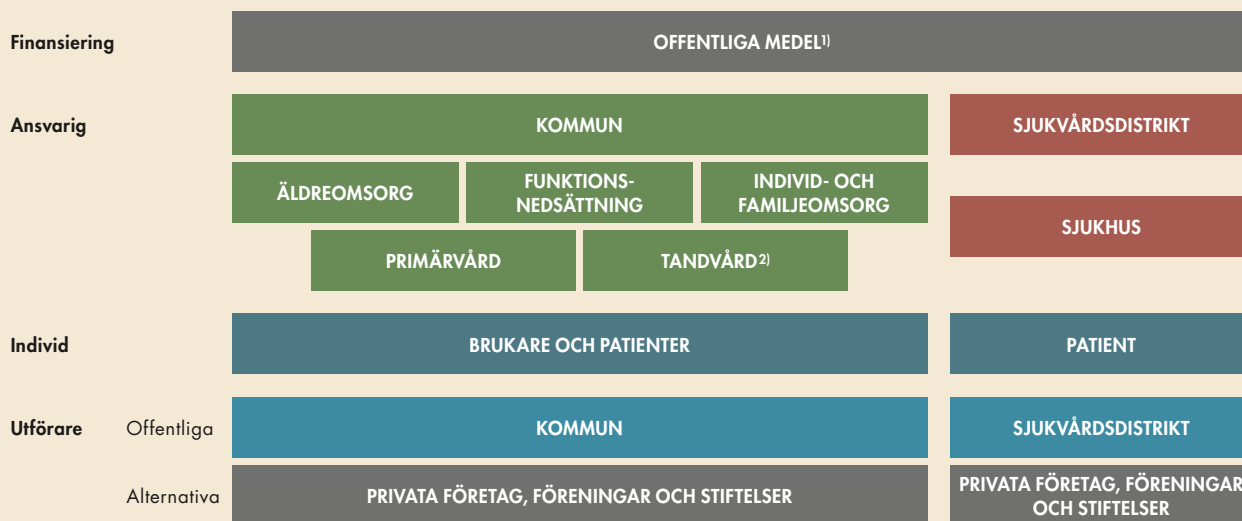 Finansiering
OFFENTLIGA MEDEL¹⁾
Ansvarig
KOMMUN
SJUKVÅRDSDISTRIKT
ÄLDREOMSORG
FUNKTIONS-
NEDSÄTTNING
INDIVID- OCH
FAMILJEOMSORG
SJUKHUS
PRIMÄRVÅRD
TANDVÅRD²⁾
Individ
BRUKARE OCH PATIENTER
PATIENT
Utförare
Offentliga
KOMMUN
SJUKVÅRDSDISTRIKT
Alternativa
PRIVATA FÖRETAG, FÖRENINGAR OCH STIFTELSER
PRIVATA FÖRETAG, FÖRENINGAR
OCH STIFTELSER